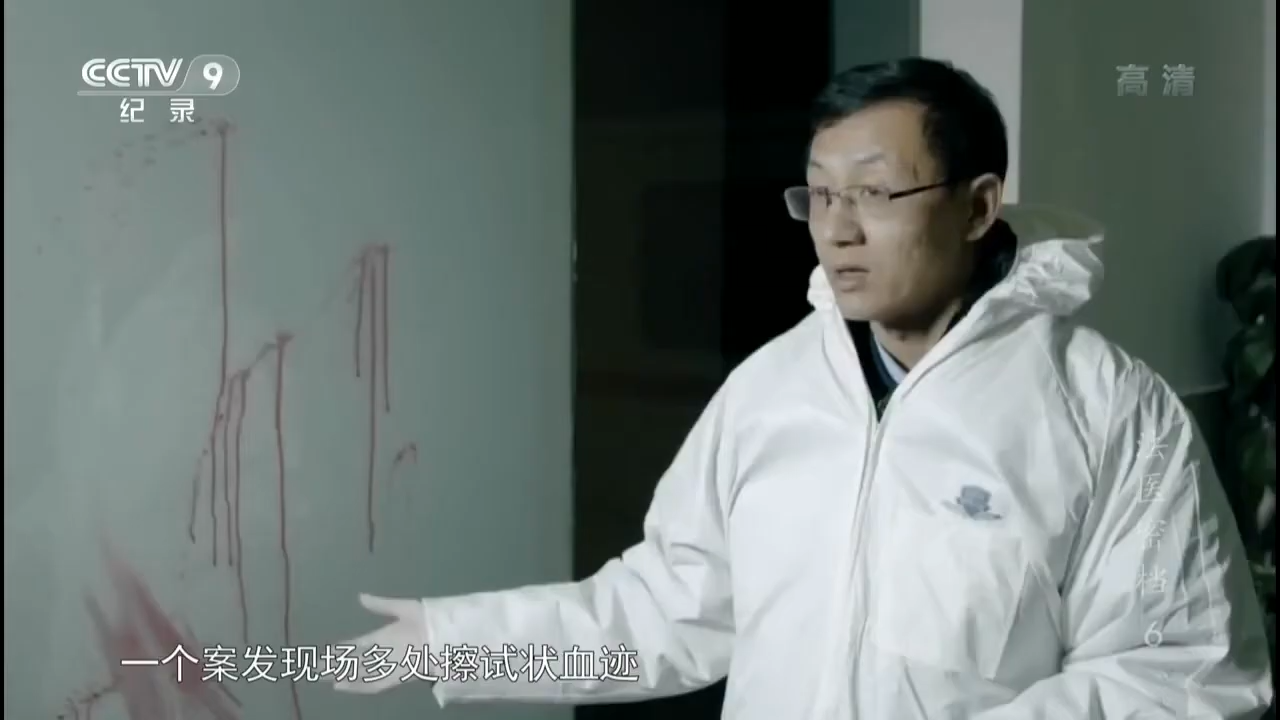 CCTV 9
纪录
高清
法医密档 6
一个案发现场多处擦试状血迹